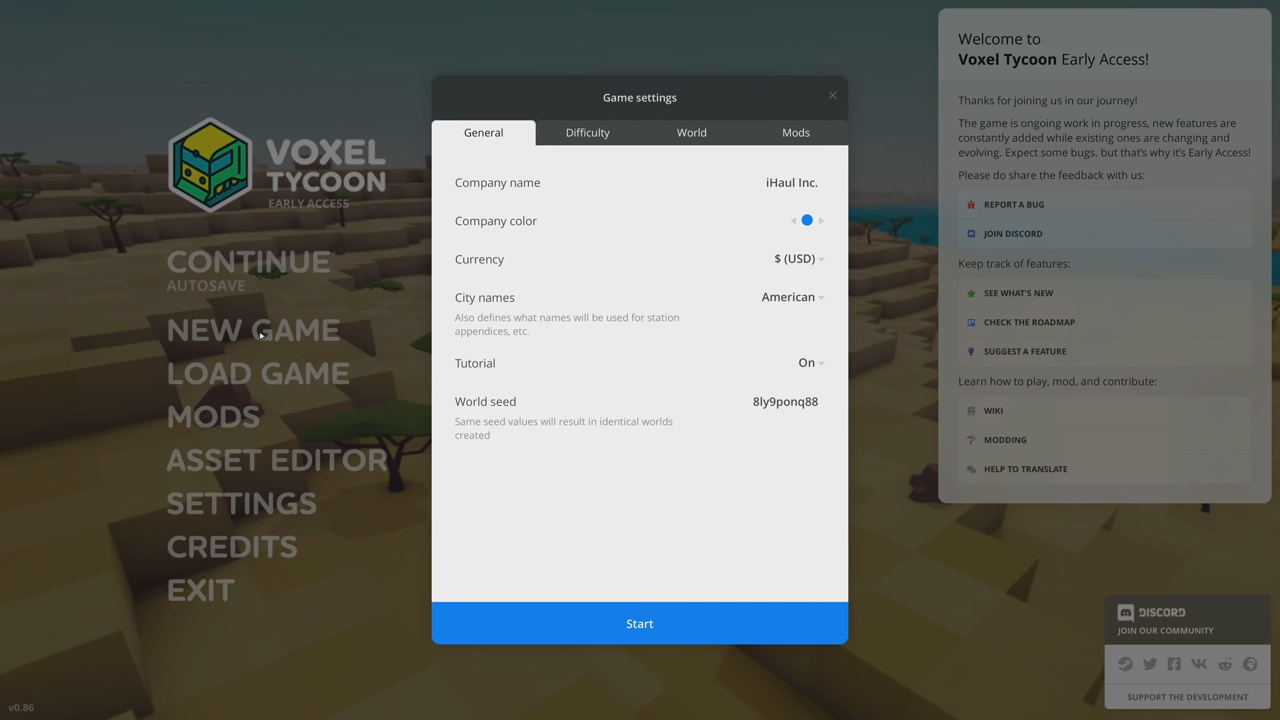 VOXEL
TYCOON
EARLY ACCESS
CONTINUE
AUTOSAVE
NEW GAME
LOAD GAME
MODS
ASSET EDITOR
SETTINGS
CREDITS
EXIT
v0.86
Game settings
General
Difficulty
World
Mods
Company name
iHaul Inc.
Company color
Currency
$ (USD)
City names
American
Also defines what names will be used for station
appendices, etc.
Tutorial
On
World seed
8ly9ponq88
Same seed values will result in identical worlds
created
Start
Welcome to
Voxel Tycoon Early Access!
Thanks for joining us in our journey!
The game is ongoing work in progress, new features are
constantly added while existing ones are changing and
evolving. Expect some bugs. but that's why it's Early Access!
Please do share the feedback with us:
REPORT A BUG
JOIN DISCORD
Keep track of features:
SEE WHAT'S NEW
CHECK THE ROADMAP
SUGGEST A FEATURE
Learn how to play, mod, and contribute:
WIKI
MODDING
HELP TO TRANSLATE
DISCORD
JOIN OUR COMMUNITY
SUPPORT THE DEVELOPMENT